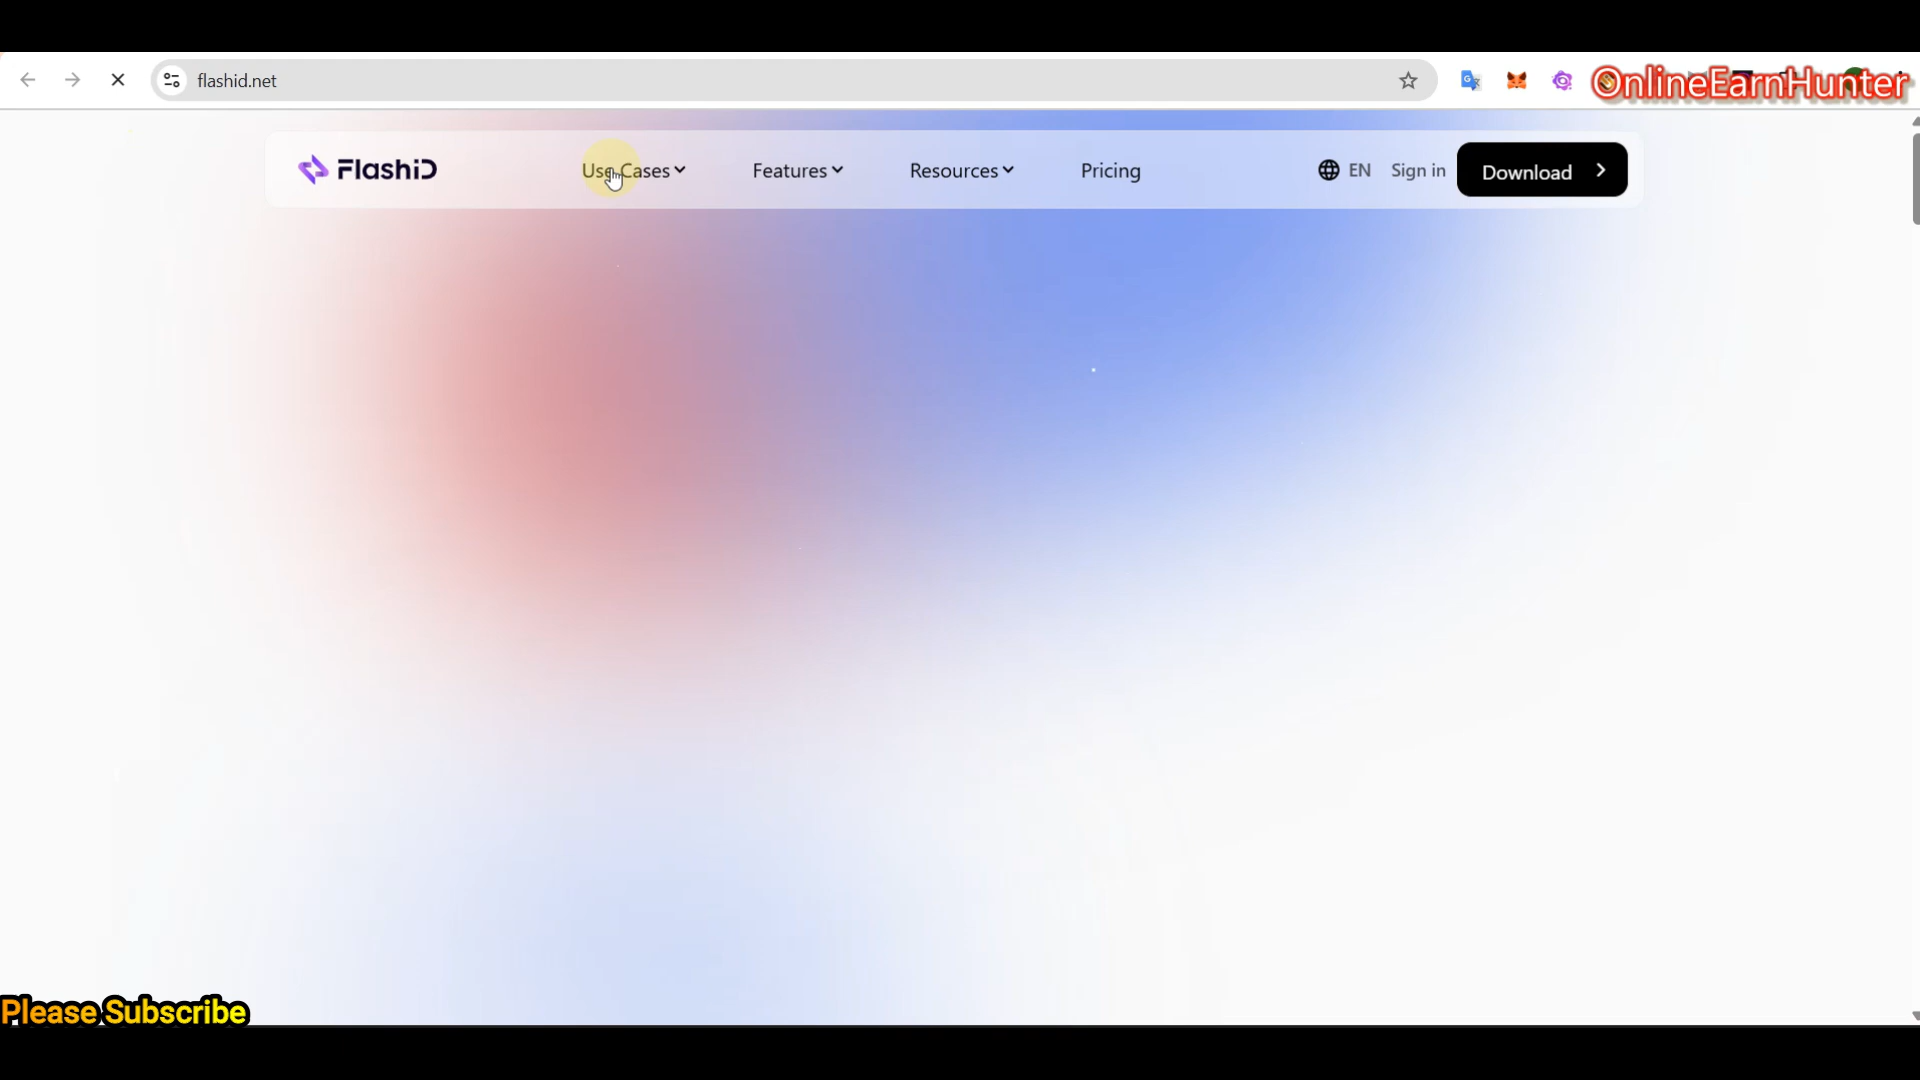 flashid.net
OnlineEarnHunter
FlashID
Use Cases
Features
Resources
Pricing
EN
Sign in
Download
Please Subscribe